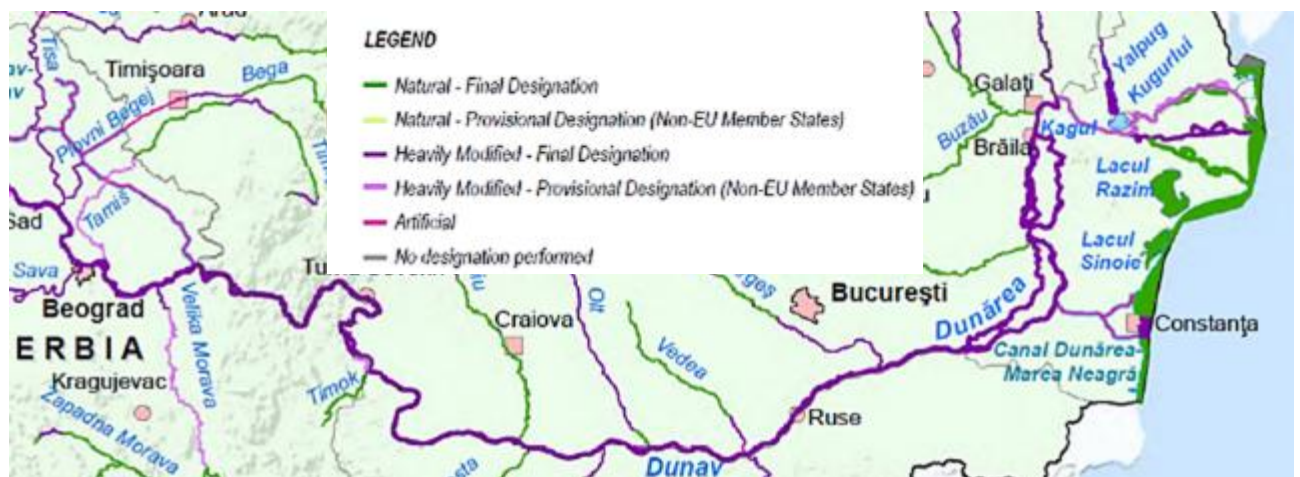 Tisa
Timişoara
Bega
Plovni Begej
Tamiš
Sad
Sava
Beograd
Velika Morava
ERBIA
Kragujevac
Zapadna Morava
LEGEND
Natural - Final Designation
Natural - Provisional Designation (Non-EU Member States)
Heavily Modified - Final Designation
Heavily Modified - Provisional Designation (Non-EU Member States)
Artificial
No designation performed
Timok
Craiova
Olt
Vedea
Bucureşti
Ruse
Dunav
Dunărea
Galaţi
Buzău
Brăila
Kagul
Yalpug
Kugurlui
Lacul
Razim
Lacul
Sinoie
Constanţa
Canal Dunărea-
Marea Neagră